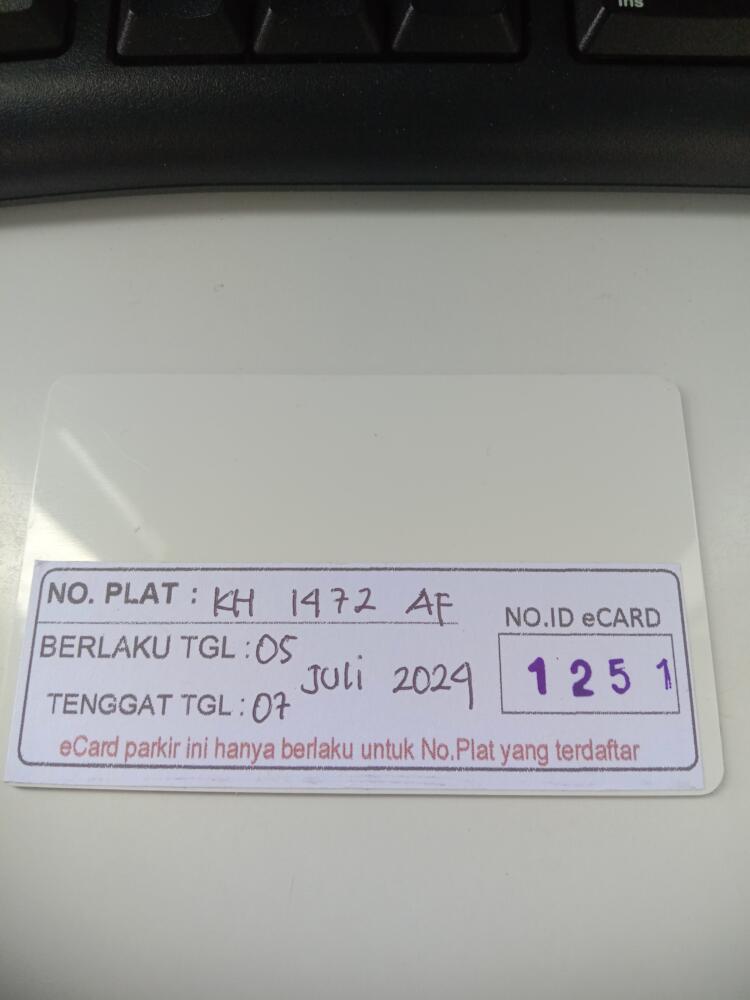 Ins
NO. PLAT : KH 1472 AF
NO.ID eCARD
BERLAKU TGL : 05
Juli 2024
TENGGAT TGL : 07
1251
eCard parkir ini hanya berlaku untuk No.Plat yang terdaftar